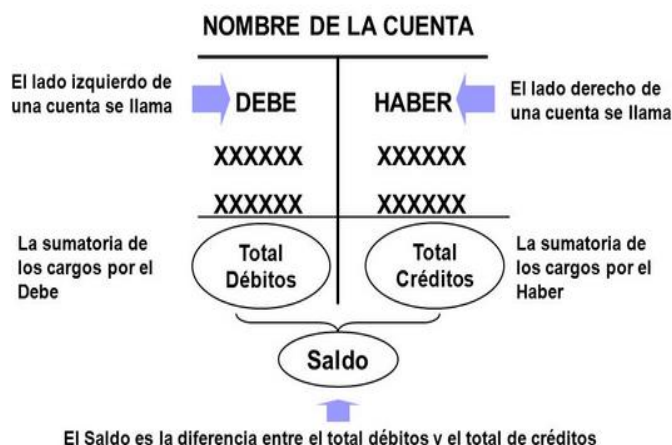 NOMBRE DE LA CUENTA
El lado izquierdo de
una cuenta se llama
DEBE
HABER
El lado derecho de
una cuenta se llama
XXXXXX
XXXXXX
XXXXXX
XXXXXX
La sumatoria de
los cargos por el
Debe
Total
Débitos
Total
Créditos
La sumatoria de
los cargos por el
Haber
Saldo
El Saldo es la diferencia entre el total débitos y el total de créditos